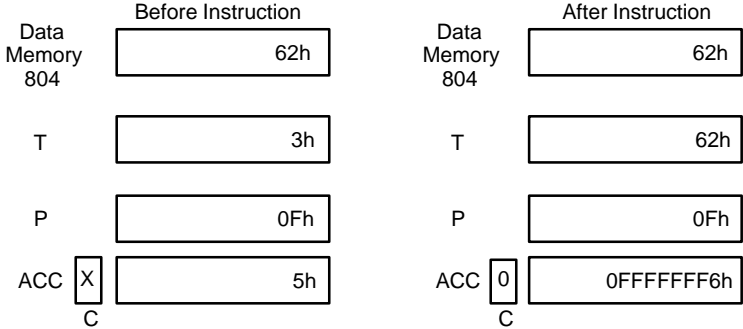 Before Instruction
Data
Memory
804
62h
T
3h
P
0Fh
ACC
X
5h
C
After Instruction
Data
Memory
804
62h
T
62h
P
0Fh
ACC
0
0FFFFFFF6h
C